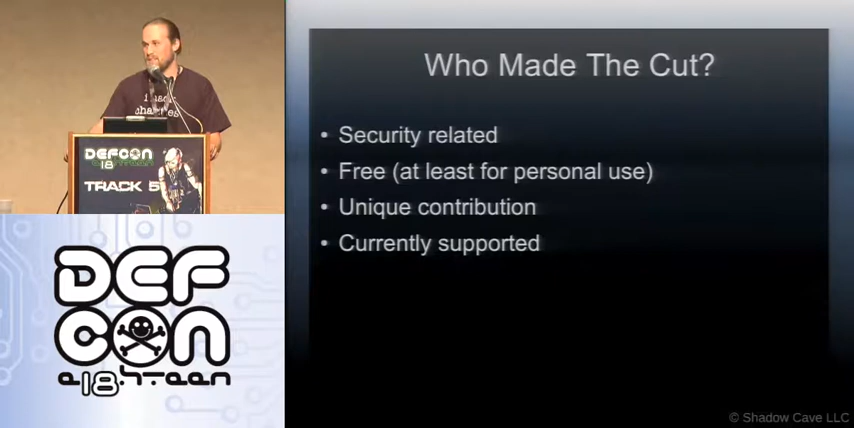 DEFCON
18
TRACK 5
DEF
CON
Who Made The Cut?
• Security related
• Free (at least for personal use)
• Unique contribution
• Currently supported
© Shadow Cave LLC